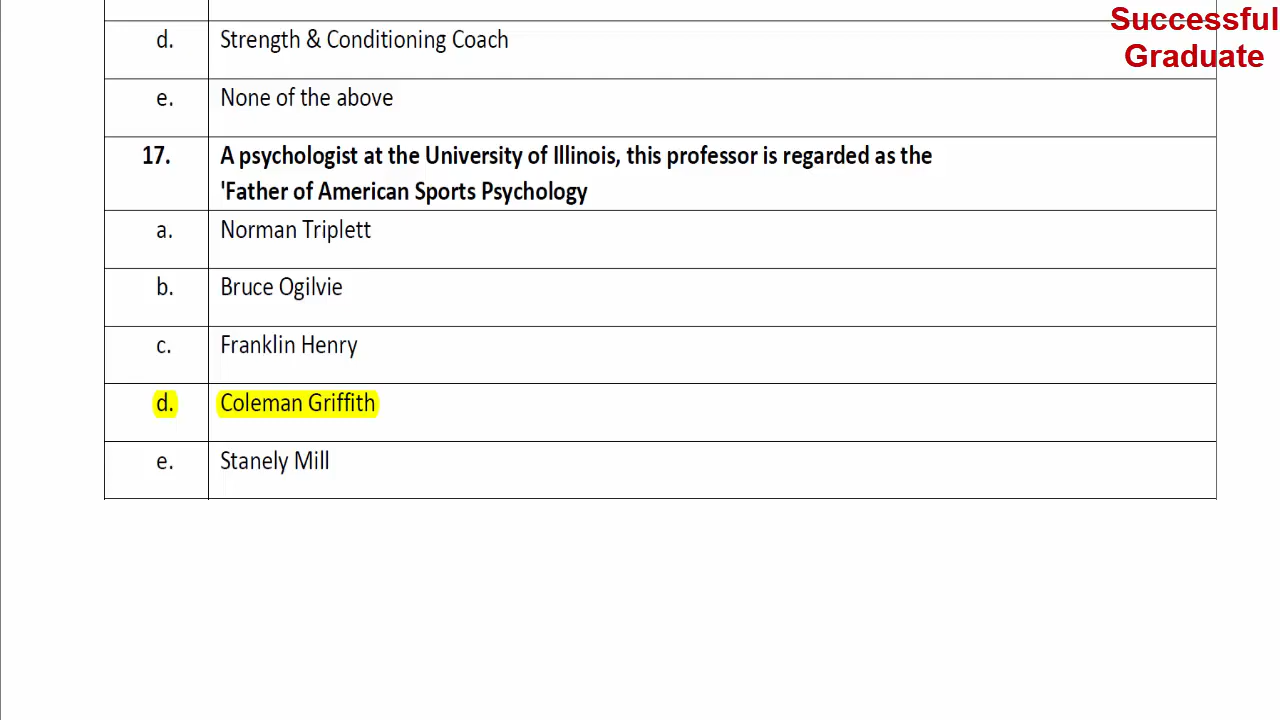 Successful
Graduate
d. Strength & Conditioning Coach
e. None of the above
17. A psychologist at the University of Illinois, this professor is regarded as the
'Father of American Sports Psychology
a. Norman Triplett
b. Bruce Ogilvie
c. Franklin Henry
d. Coleman Griffith
e. Stanely Mill